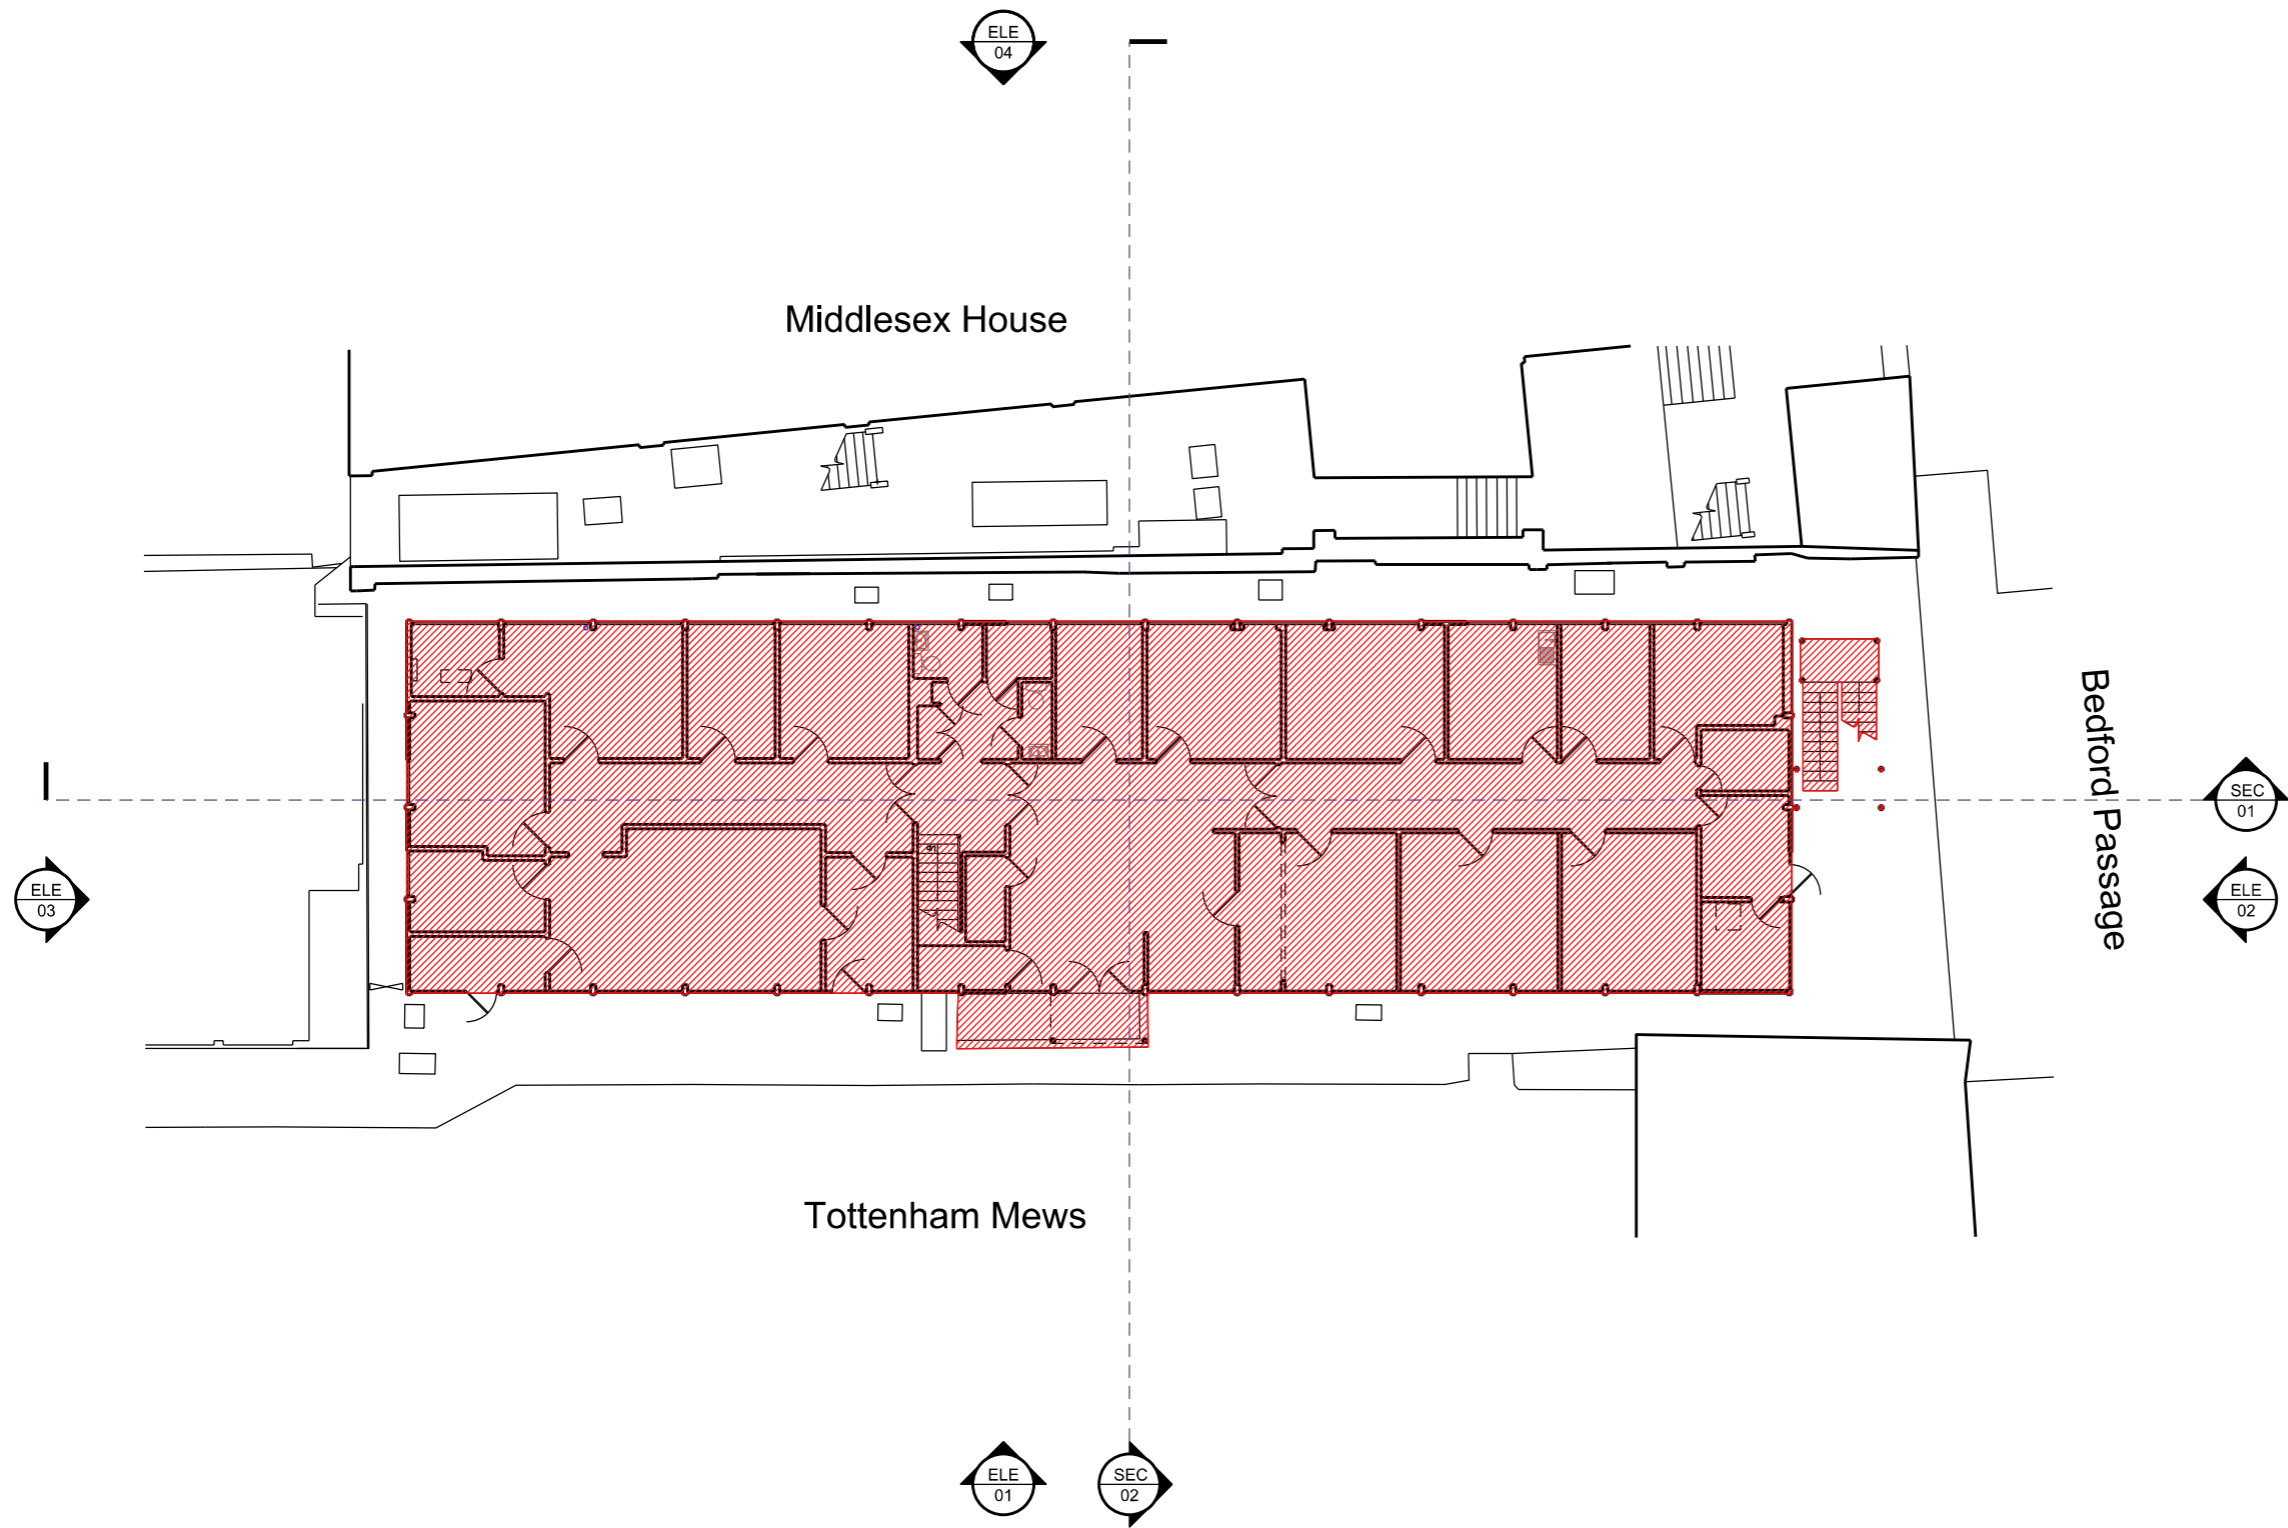 ELE
04
Middlesex House
Bedford Passage
SEC
01
ELE
03
ELE
02
Tottenham Mews
ELE
01
SEC
02